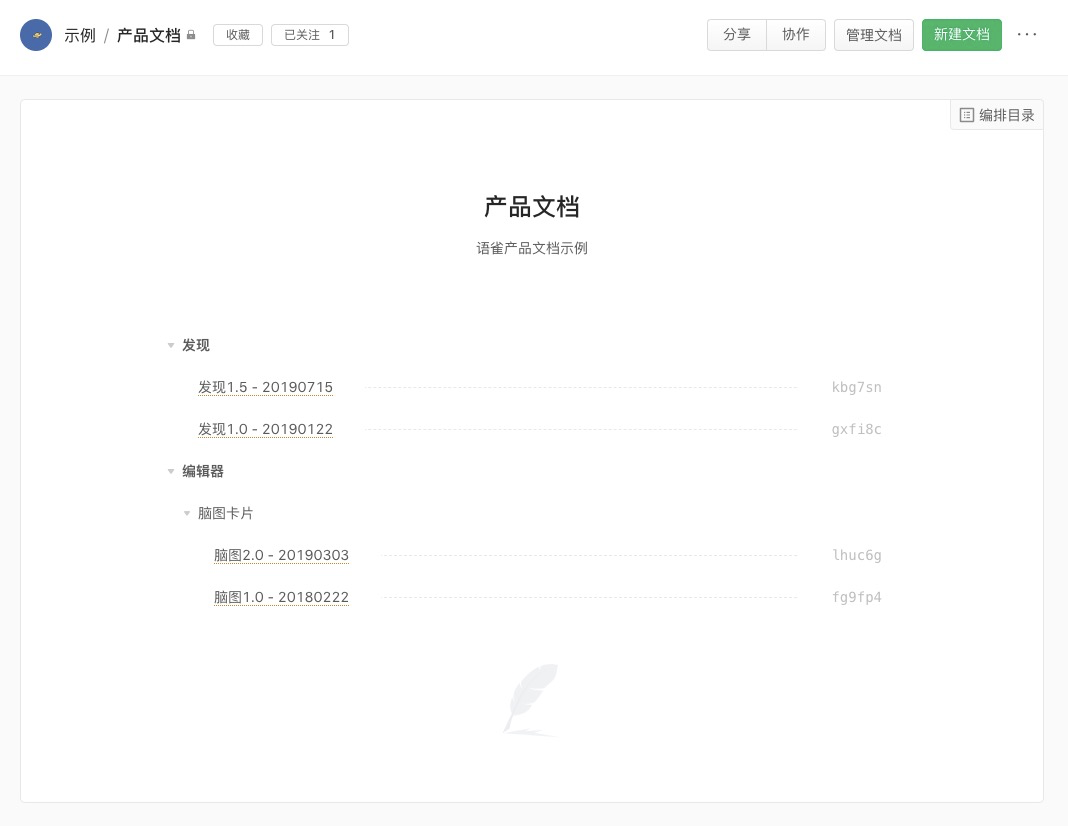 示例 / 产品文档 收藏 已关注 1 分享 协作 管理文档 新建文档 ···
编排目录
产品文档
语雀产品文档示例
发现
发现1.5 - 20190715 kbg7sn
发现1.0 - 20190122 gxfi8c
编辑器
脑图卡片
脑图2.0 - 20190303 lhuc6g
脑图1.0 - 20180222 fg9fp4